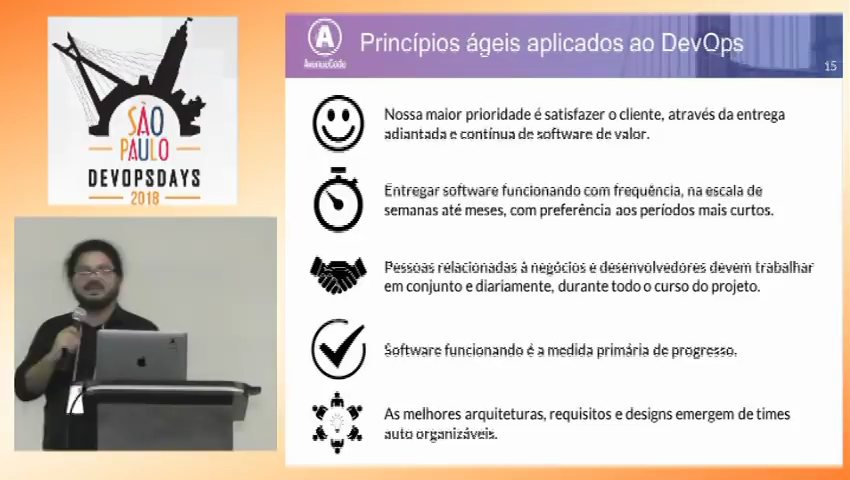 SÃO
PAULO
DEVOPSDAYS
2018
A
AvenueCode
Princípios ágeis aplicados ao DevOps
15
Nossa maior prioridade é satisfazer o cliente, através da entrega
adiantada e contínua de software de valor.
Entregar software funcionando com frequência, na escala de
semanas até meses, com preferência aos períodos mais curtos.
Pessoas relacionadas à negócios e desenvolvedores devem trabalhar
em conjunto e diariamente, durante todo o curso do projeto.
Software funcionando é a medida primária de progresso.
As melhores arquiteturas, requisitos e designs emergem de times
auto organizáveis.